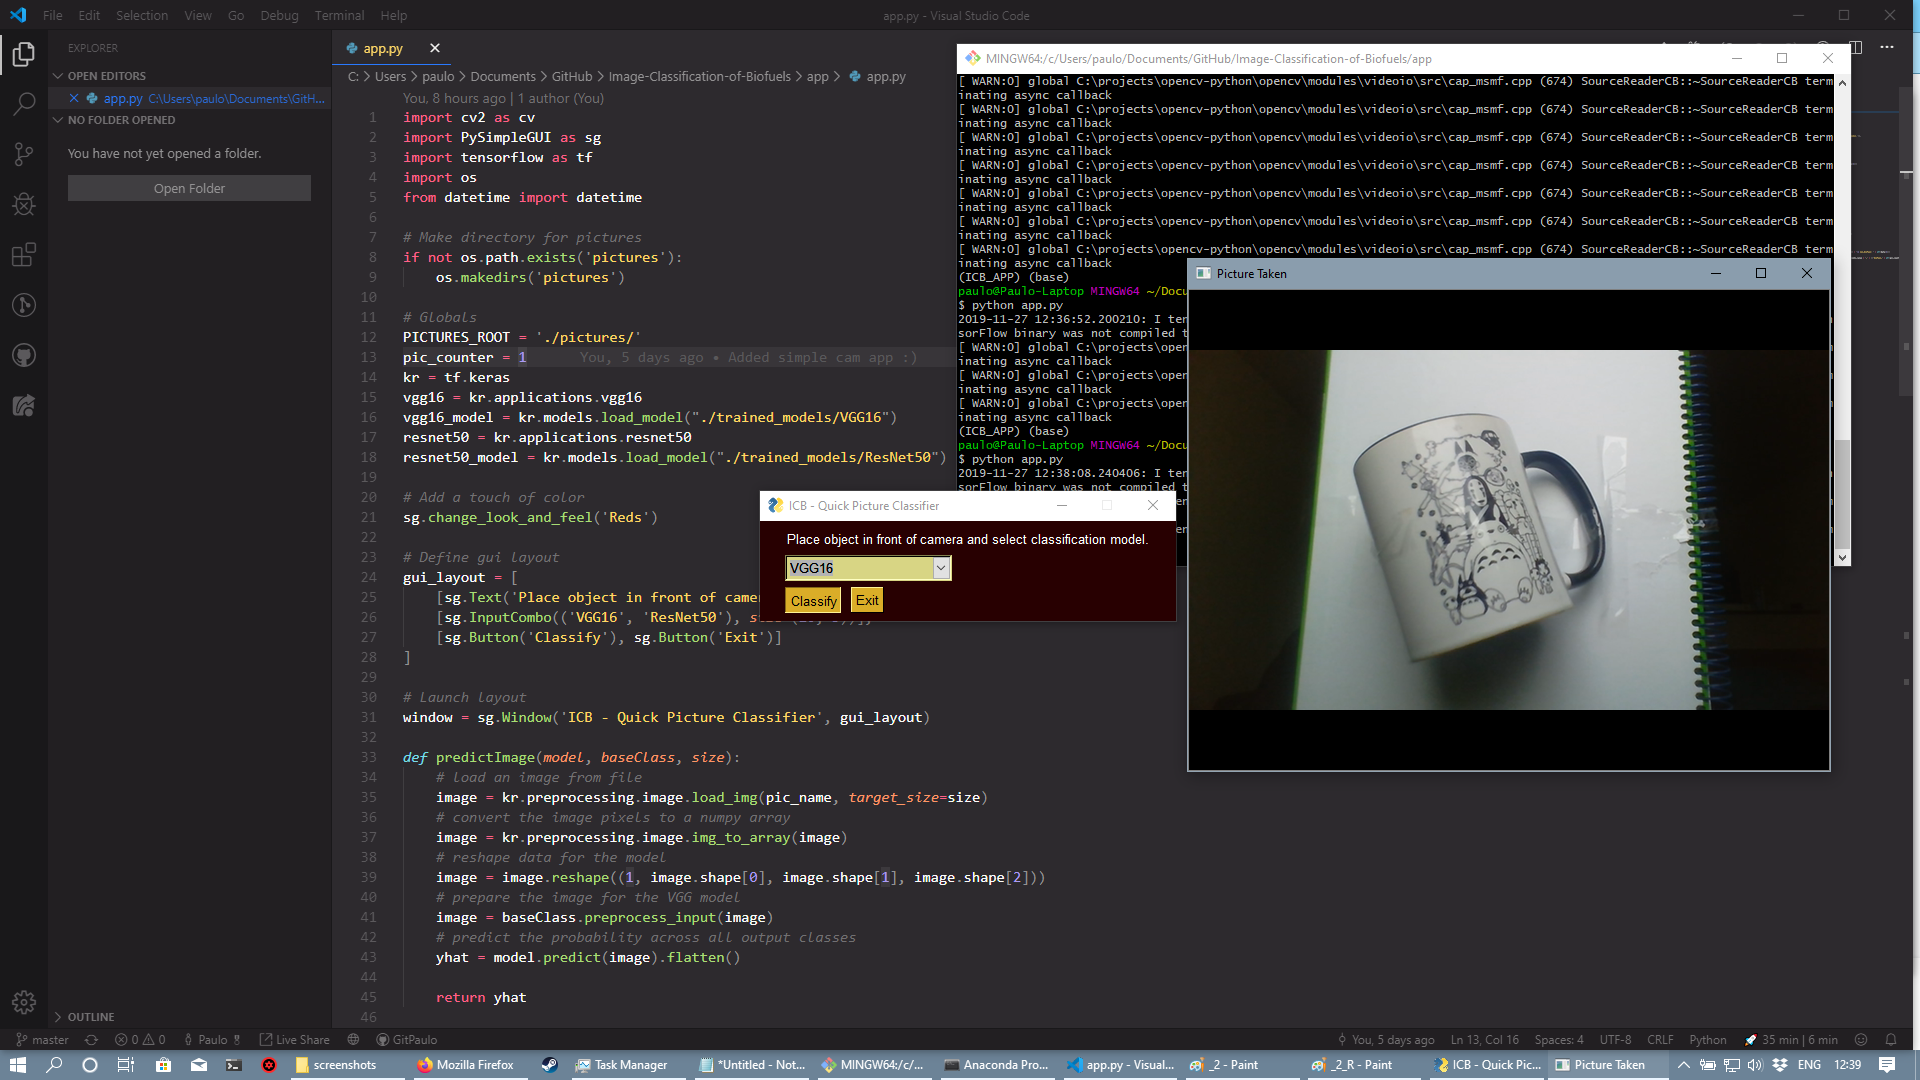 File Edit Selection View Go Debug Terminal Help
app.py - Visual Studio Code
EXPLORER
OPEN EDITORS
app.py C:\Users\paulo\Documents\GitH...
NO FOLDER OPENED
You have not yet opened a folder.
Open Folder
OUTLINE
app.py
C: > Users > paulo > Documents > GitHub > Image-Classification-of-Biofuels > app > app.py
You, 8 hours ago | 1 author (You)
1 import cv2 as cv
2 import PySimpleGUI as sg
3 import tensorflow as tf
4 import os
5 from datetime import datetime
6
7 # Make directory for pictures
8 if not os.path.exists('pictures'):
9 os.makedirs('pictures')
10
11 # Globals
12 PICTURES_ROOT = './pictures/'
13 pic_counter = 1 You, 5 days ago • Added simple cam app :)
14 kr = tf.keras
15 vgg16 = kr.applications.vgg16
16 vgg16_model = kr.models.load_model("./trained_models/VGG16")
17 resnet50 = kr.applications.resnet50
18 resnet50_model = kr.models.load_model("./trained_models/ResNet50")
19
20 # Add a touch of color
21 sg.change_look_and_feel('Reds')
22
23 # Define gui layout
24 gui_layout = [
25 [sg.Text('Place object in front of camer
26 [sg.InputCombo(('VGG16', 'ResNet50'),
27 [sg.Button('Classify'), sg.Button('Exit')]
28 ]
29
30 # Launch layout
31 window = sg.Window('ICB - Quick Picture Classifier', gui_layout)
32
33 def predictImage(model, baseClass, size):
34 # load an image from file
35 image = kr.preprocessing.image.load_img(pic_name, target_size=size)
36 # convert the image pixels to a numpy array
37 image = kr.preprocessing.image.img_to_array(image)
38 # reshape data for the model
39 image = image.reshape((1, image.shape[0], image.shape[1], image.shape[2]))
40 # prepare the image for the VGG model
41 image = baseClass.preprocess_input(image)
42 # predict the probability across all output classes
43 yhat = model.predict(image).flatten()
44
45 return yhat
46
MINGW64:/c/Users/paulo/Documents/GitHub/Image-Classification-of-Biofuels/app
[ WARN:0] global C:\projects\opencv-python\opencv\modules\videoio\src\cap_msmf.cpp (674) SourceReaderCB::~SourceReaderCB term
inating async callback
[ WARN:0] global C:\projects\opencv-python\opencv\modules\videoio\src\cap_msmf.cpp (674) SourceReaderCB::~SourceReaderCB term
inating async callback
[ WARN:0] global C:\projects\opencv-python\opencv\modules\videoio\src\cap_msmf.cpp (674) SourceReaderCB::~SourceReaderCB term
inating async callback
[ WARN:0] global C:\projects\opencv-python\opencv\modules\videoio\src\cap_msmf.cpp (674) SourceReaderCB::~SourceReaderCB term
inating async callback
[ WARN:0] global C:\projects\opencv-python\opencv\modules\videoio\src\cap_msmf.cpp (674) SourceReaderCB::~SourceReaderCB term
inating async callback
[ WARN:0] global C:\projects\opencv-python\opencv\modules\videoio\src\cap_msmf.cpp (674) SourceReaderCB::~SourceReaderCB term
inating async callback
[ WARN:0] global C:\projects\opencv-python\opencv\modules\videoio\src\cap_msmf.cpp (674) SourceReaderCB::~SourceReaderCB term
inating async callback
(ICB_APP) (base)
paulo@Paulo-Laptop MINGW64 ~/Docu
$ python app.py
2019-11-27 12:36:52.200210: I ten
sorFlow binary was not compiled t
[ WARN:0] global C:\projects\open
inating async callback
[ WARN:0] global C:\projects\open
inating async callback
[ WARN:0] global C:\projects\open
inating async callback
(ICB_APP) (base)
paulo@Paulo-Laptop MINGW64 ~/Docu
$ python app.py
2019-11-27 12:38:08.240406: I ten
sorFlow binary was not compiled t
Picture Taken
ICB - Quick Picture Classifier
Place object in front of camera and select classification model.
VGG16
Classify Exit
master 0 0 Paulo Live Share GitPaulo
You, 5 days ago Ln 13, Col 16 Spaces: 4 UTF-8 CRLF Python 35 min | 6 min
screenshots Mozilla Firefox Task Manager *Untitled - Not... MINGW64:/c/... Anaconda Pro... app.py - Visual... _2 - Paint _2_R - Paint ICB - Quick Pic... Picture Taken ENG 12:39